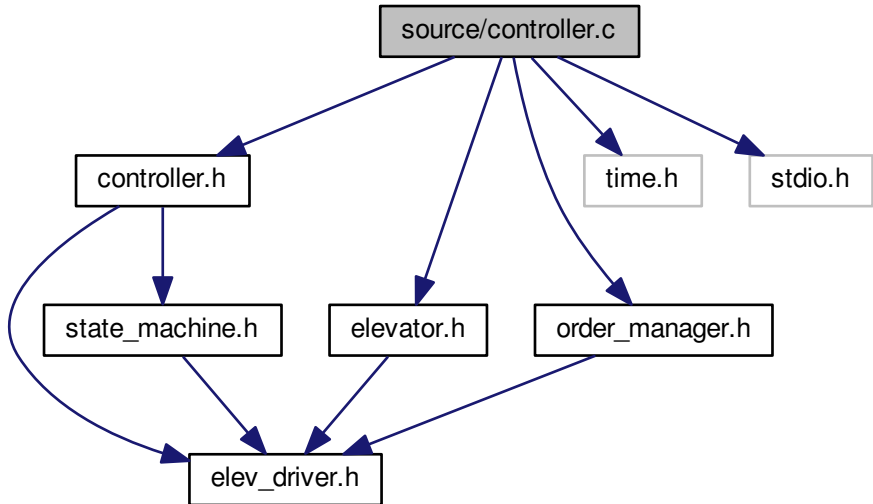 source/controller.c
controller.h
time.h
stdio.h
state_machine.h
elevator.h
order_manager.h
elev_driver.h